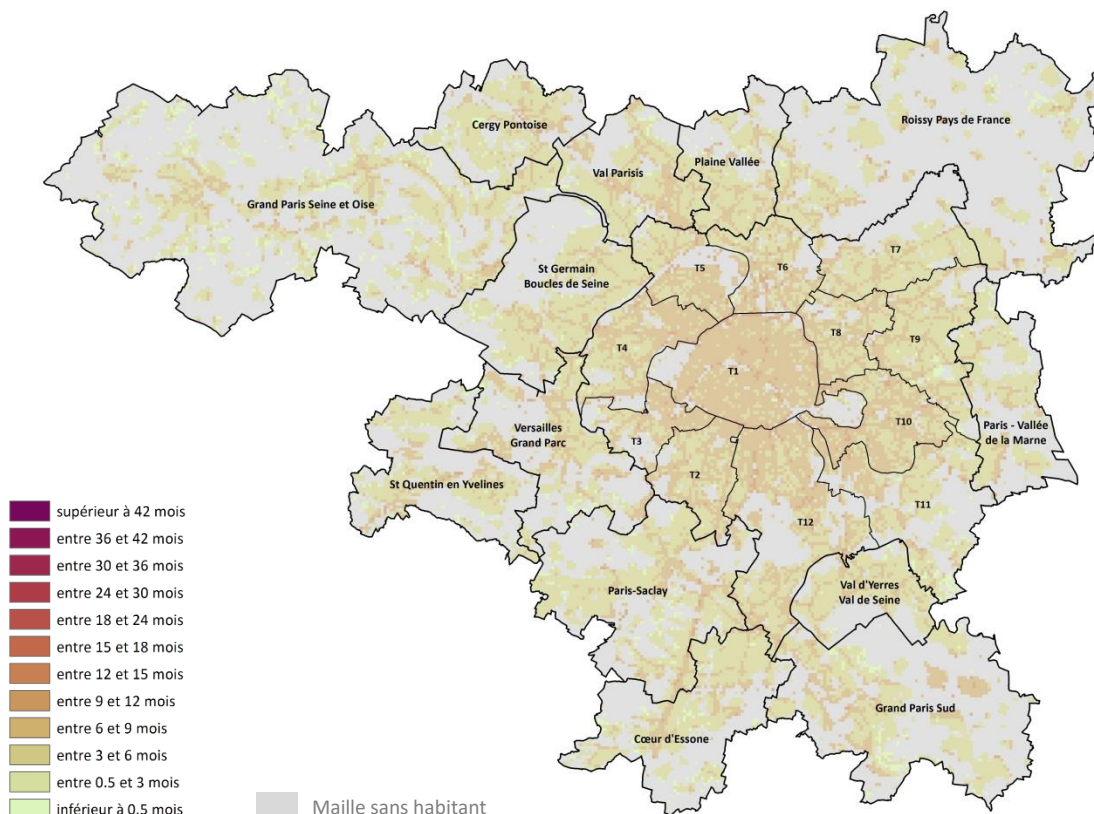 Cergy Pontoise
Roissy Pays de France
Val Parisis
Plaine Vallée
Grand Paris Seine et Oise
St Germain
Boucles de Seine
T5
T6
T7
T4
T8
T9
T1
Versailles
Grand Parc
T3
T10
Paris - Vallée
de la Marne
St Quentin en Yvelines
T2
T11
T12
Paris-Saclay
Val d'Yerres
Val de Seine
Grand Paris Sud
Cœur d'Essone
supérieur à 42 mois
entre 36 et 42 mois
entre 30 et 36 mois
entre 24 et 30 mois
entre 18 et 24 mois
entre 15 et 18 mois
entre 12 et 15 mois
entre 9 et 12 mois
entre 6 et 9 mois
entre 3 et 6 mois
entre 0.5 et 3 mois
inférieur à 0.5 mois
Maille sans habitant